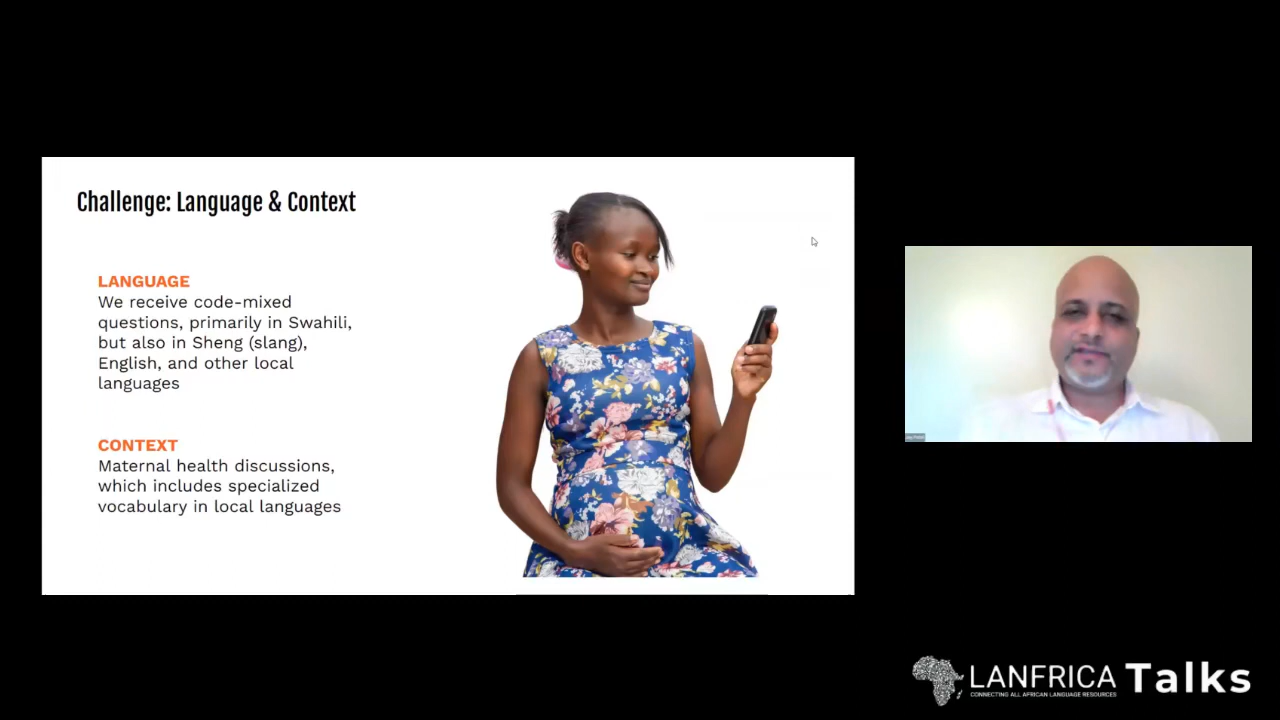 Challenge: Language & Context
LANGUAGE
We receive code-mixed
questions, primarily in Swahili,
but also in Sheng (slang),
English, and other local
languages
CONTEXT
Maternal health discussions,
which includes specialized
vocabulary in local languages
LANFRICA Talks
CONNECTING ALL AFRICAN LANGUAGE RESOURCES